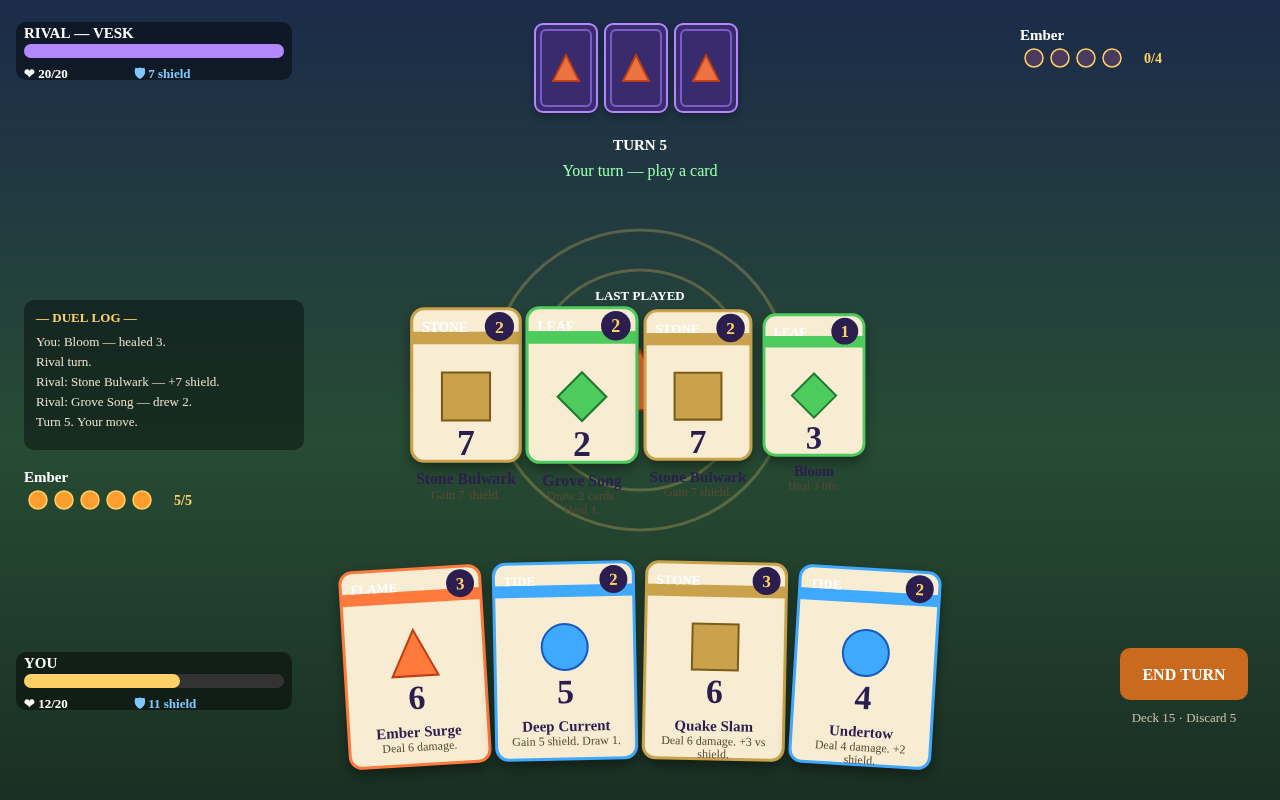 RIVAL — VESK
❤ 20/20
7 shield
Ember
0/4
TURN 5
Your turn — play a card
LAST PLAYED
STONE
2
7
Stone Bulwark
Gain 7 shield.
LEAF
2
2
Grove Song
Draw 2 cards.
Heal 1.
STONE
2
7
Stone Bulwark
Gain 7 shield.
LEAF
1
3
Bloom
Heal 3 life.
— DUEL LOG —
You: Bloom — healed 3.
Rival turn.
Rival: Stone Bulwark — +7 shield.
Rival: Grove Song — drew 2.
Turn 5. Your move.
Ember
5/5
YOU
❤ 12/20
11 shield
FLAME
3
6
Ember Surge
Deal 6 damage.
TIDE
2
5
Deep Current
Gain 5 shield. Draw 1.
STONE
3
6
Quake Slam
Deal 6 damage. +3 vs
shield.
TIDE
2
4
Undertow
Deal 4 damage. +2
shield.
END TURN
Deck 15 · Discard 5